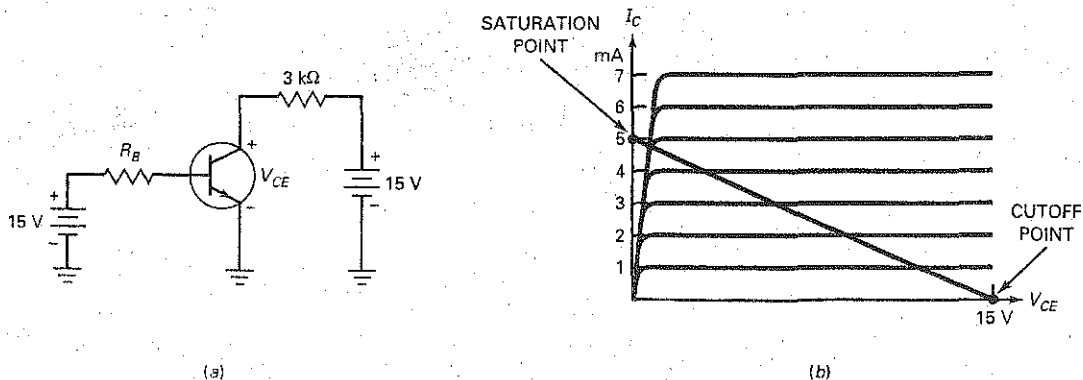 SATURATION
POINT
I_C
mA
7
6
5
4
3
2
1
CUTOFF
POINT
V_CE
15 V
(b)
3 kΩ
R_B
+
V_CE
-
+
15 V
-
+
15 V
-
(a)